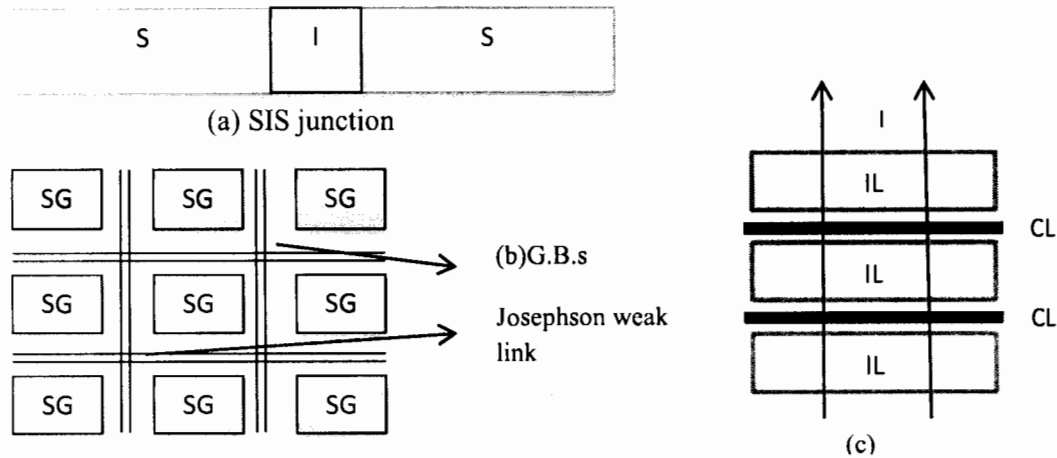 S I S
(a) SIS junction
SG SG SG
(b)G.B.s
SG SG SG
Josephson weak
link
SG SG SG
I
IL
CL
IL
CL
IL
(c)